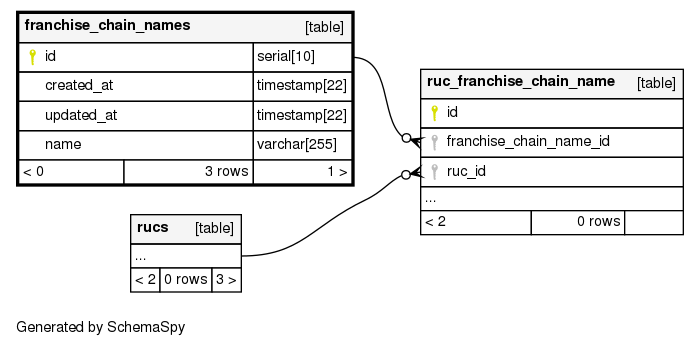 franchise_chain_names [table]
id serial[10]
created_at timestamp[22]
updated_at timestamp[22]
name varchar[255]
< 0 3 rows 1 >
ruc_franchise_chain_name [table]
id
franchise_chain_name_id
ruc_id
...
< 2 0 rows
rucs [table]
...
< 2 0 rows 3 >
Generated by SchemaSpy